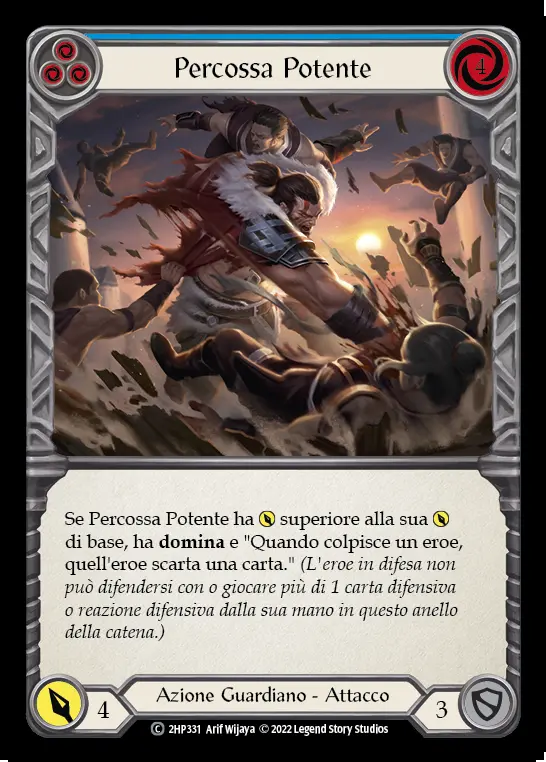 Percossa Potente
4
Se Percossa Potente ha superiore alla sua
di base, ha domina e "Quando colpisce un eroe,
quell'eroe scarta una carta." (L'eroe in difesa non
può difendersi con o giocare più di 1 carta difensiva
o reazione difensiva dalla sua mano in questo anello
della catena.)
4
Azione Guardiano - Attacco
3
C 2HP331 Arif Wijaya © 2022 Legend Story Studios